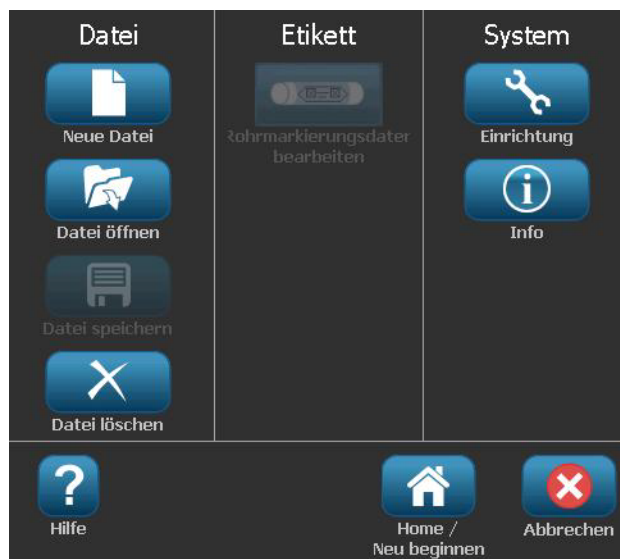 Datei
Etikett
System
Neue Datei
Rohrmarkierungsdaten
bearbeiten
Einrichtung
Datei öffnen
Info
Datei speichern
Datei löschen
?
Hilfe
Home /
Neu beginnen
Abbrechen